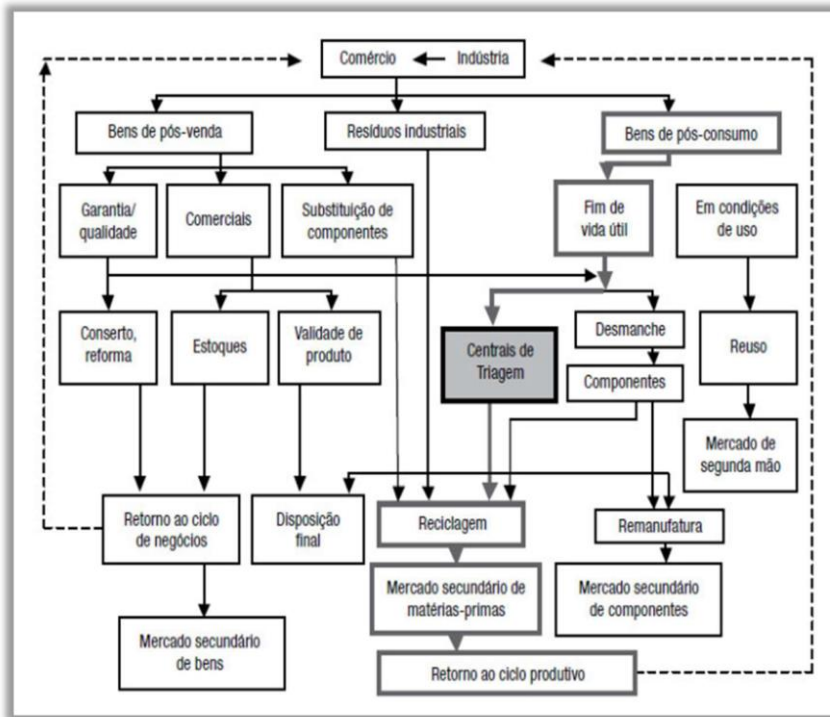 Comércio Indústria
Bens de pós-venda
Resíduos industriais
Bens de pós-consumo
Garantia/
qualidade
Comerciais
Substituição de
componentes
Fim de
vida útil
Em condições
de uso
Conserto,
reforma
Estoques
Validade de
produto
Centrais de
Triagem
Desmanche
Componentes
Reuso
Mercado de
segunda mão
Retorno ao ciclo
de negócios
Disposição
final
Reciclagem
Remanufatura
Mercado secundário de
matérias-primas
Mercado secundário
de componentes
Mercado secundário
de bens
Retorno ao ciclo produtivo